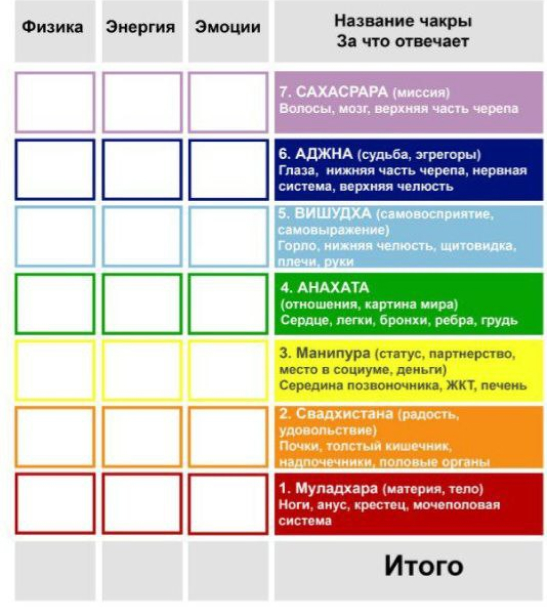 Физика Энергия Эмоции Название чакры
За что отвечает
7. САХАСРАРА (миссия)
Волосы, мозг, верхняя часть черепа
6. АДЖНА (судьба, эгрегоры)
Глаза, нижняя часть черепа, нервная
система, верхняя челюсть
5. ВИШУДХА (самовосприятие,
самовыражение)
Горло, нижняя челюсть, щитовидка,
плечи, руки
4. АНАХАТА
(отношения, картина мира)
Сердце, легки, бронхи, ребра, грудь
3. Манипура (статус, партнерство,
место в социуме, деньги)
Середина позвоночника, ЖКТ, печень
2. Свадхистана (радость,
удовольствие)
Почки, толстый кишечник,
надпочечники, половые органы
1. Муладхара (материя, тело)
Ноги, анус, крестец, мочеполовая
система
Итого